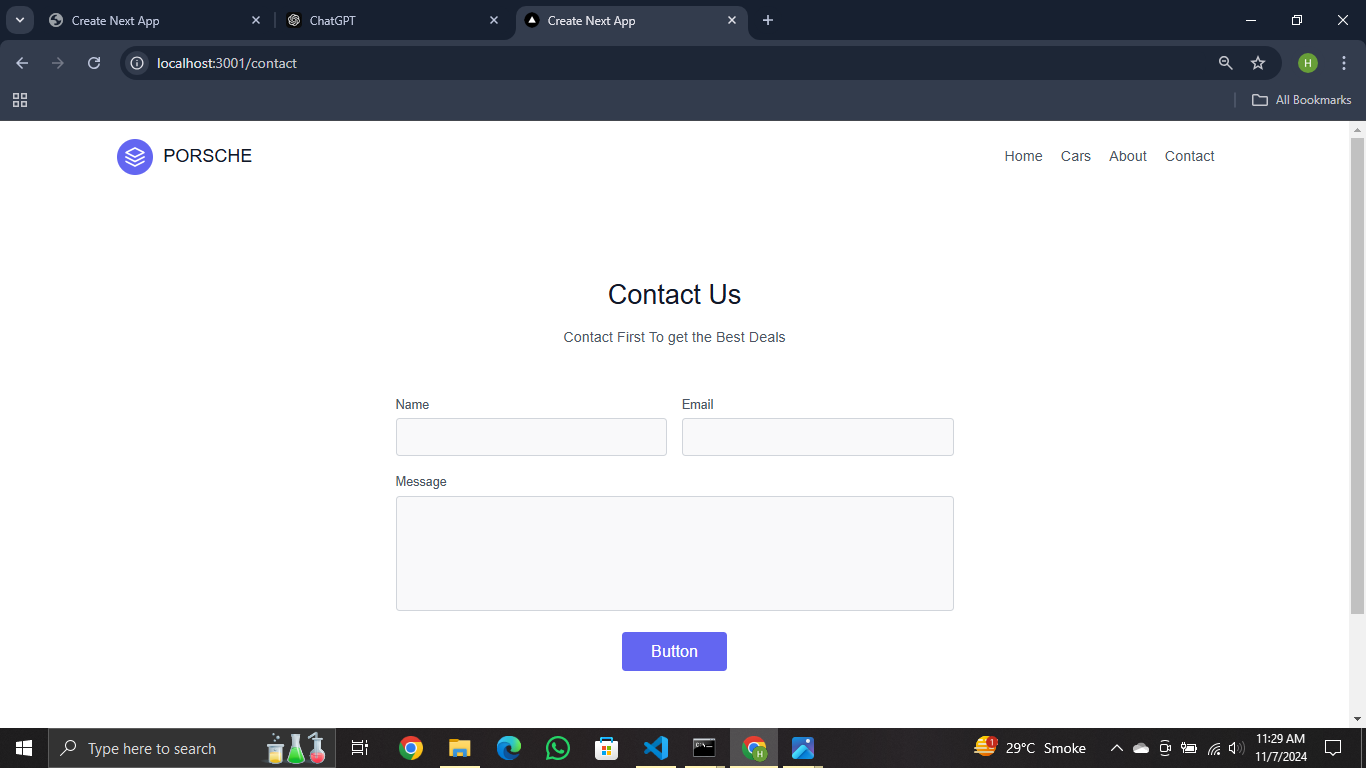 Create Next App
ChatGPT
Create Next App
localhost:3001/contact
H
All Bookmarks
PORSCHE
Home Cars About Contact
Contact Us
Contact First To get the Best Deals
Name Email
Message
Button
Type here to search
H
1
29°C Smoke
11:29 AM
11/7/2024